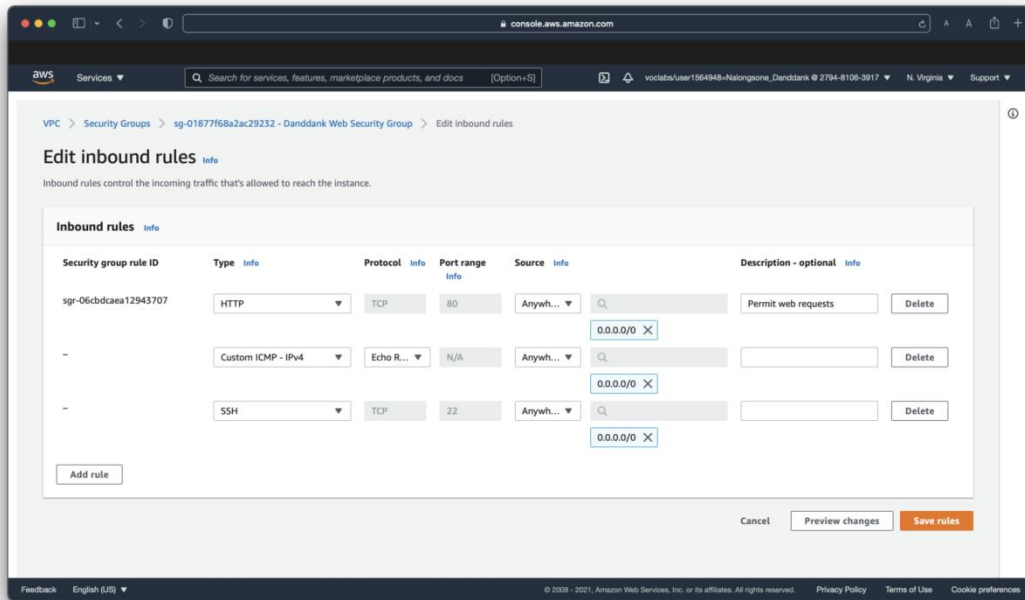 console.aws.amazon.com
A A
aws Services Search for services, features, marketplace products, and docs [Option+S] voclabs/user1564948=Nalongsone_Danddank @ 2794-8106-3917 N. Virginia Support
VPC > Security Groups > sg-01877f68a2ac29232 - Danddank Web Security Group > Edit inbound rules
Edit inbound rules Info
Inbound rules control the incoming traffic that's allowed to reach the instance.
Inbound rules Info
Security group rule ID Type Info Protocol Info Port range Info Source Info Description - optional Info
sgr-06cbdcaea12943707 HTTP TCP 80 Anywh... Permit web requests Delete
0.0.0.0/0
– Custom ICMP - IPv4 Echo R... N/A Anywh... Delete
0.0.0.0/0
– SSH TCP 22 Anywh... Delete
0.0.0.0/0
Add rule
Cancel Preview changes Save rules
Feedback English (US) © 2008 - 2021, Amazon Web Services, Inc. or its affiliates. All rights reserved. Privacy Policy Terms of Use Cookie preferences